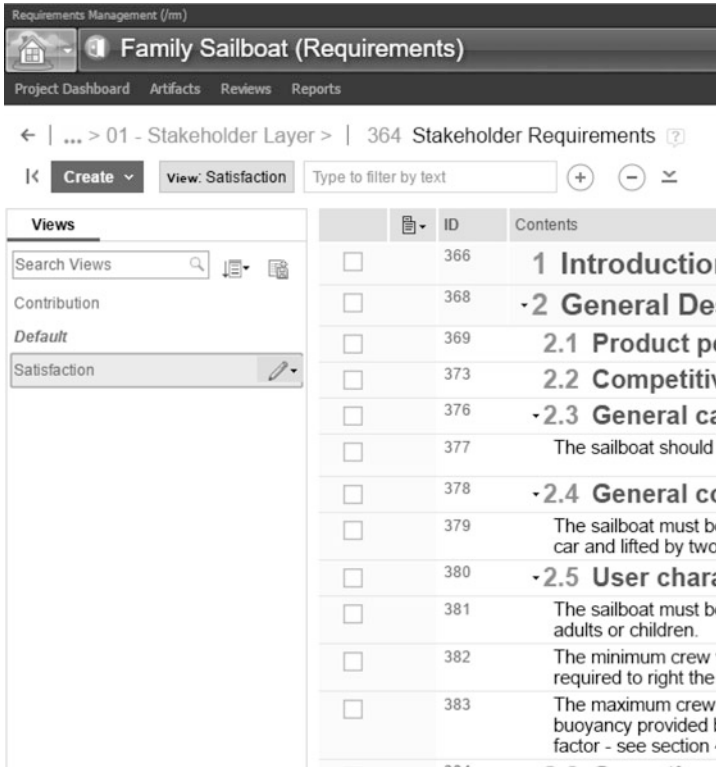 Requirements Management (/rm)
Family Sailboat (Requirements)
Project Dashboard Artifacts Reviews Reports
← | ... > 01 - Stakeholder Layer > | 364 Stakeholder Requirements ?
Create View: Satisfaction Type to filter by text
Views
Search Views
Contribution
Default
Satisfaction
ID Contents
366 1 Introductio
368 2 General De
369 2.1 Product p
373 2.2 Competiti
376 2.3 General ca
377 The sailboat should
378 2.4 General co
379 The sailboat must b
car and lifted by two
380 2.5 User chara
381 The sailboat must b
adults or children.
382 The minimum crew
required to right the
383 The maximum crew
buoyancy provided
factor - see section